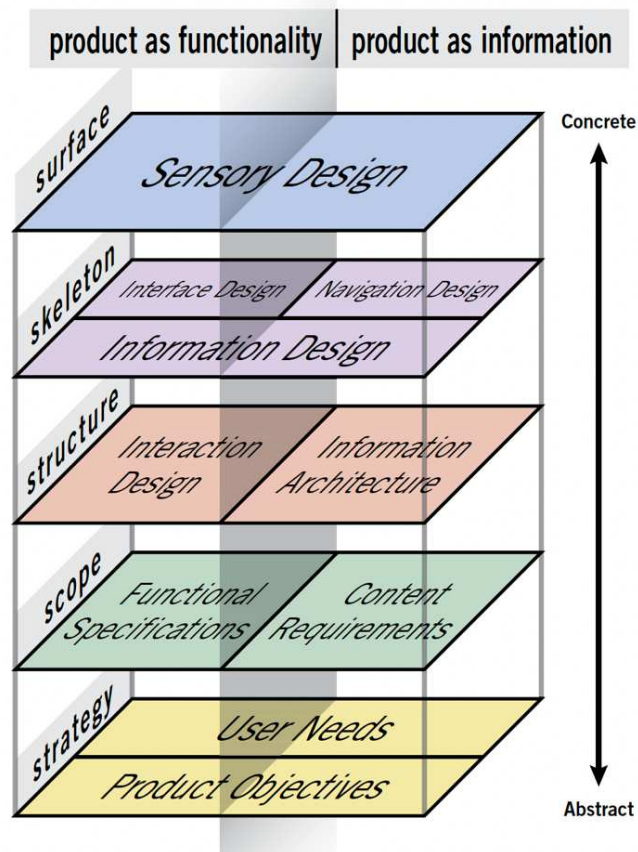 product as functionality
product as information
Concrete
surface
Sensory Design
skeleton
Interface Design
Navigation Design
Information Design
structure
Interaction
Design
Information
Architecture
scope
Functional
Specifications
Content
Requirements
strategy
User Needs
Product Objectives
Abstract